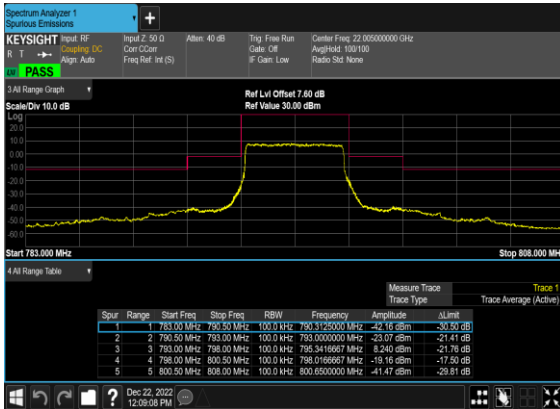 Spectrum Analyzer 1
Spurious Emissions
+
KEYSIGHT Input: RF Input Z: 50 Ω Atten: 40 dB Trig: Free Run Center Freq: 22.005000000 GHz
R T Coupling: DC Corr CCorr Gate: Off Avg|Hold: 100/100
Align: Auto Freq Ref: Int (S) IF Gain: Low Radio Std: None
PASS
3 All Range Graph
Ref Lvl Offset 7.60 dB
Scale/Div 10.0 dB Ref Value 30.00 dBm
Log
20.0
10.0
0.00
-10.0
-20.0
-30.0
-40.0
-50.0
-60.0
Start 783.000 MHz Stop 808.000 MH
4 All Range Table
Measure Trace Trace 1
Trace Type Trace Average (Active)
Spur Range Start Freq Stop Freq RBW Frequency Amplitude ΔLimit
1 1 783.00 MHz 790.50 MHz 100.0 kHz 790.3125000 MHz -42.16 dBm -30.50 dB
2 2 790.50 MHz 793.00 MHz 100.0 kHz 793.0000000 MHz -23.07 dBm -21.41 dB
3 3 793.00 MHz 798.00 MHz 100.0 kHz 795.3416667 MHz 8.240 dBm -21.76 dB
4 4 798.00 MHz 800.50 MHz 100.0 kHz 798.0166667 MHz -19.16 dBm -17.50 dB
5 5 800.50 MHz 808.00 MHz 100.0 kHz 800.6500000 MHz -41.47 dBm -29.81 dB
?
Dec 22, 2022
12:09:08 PM